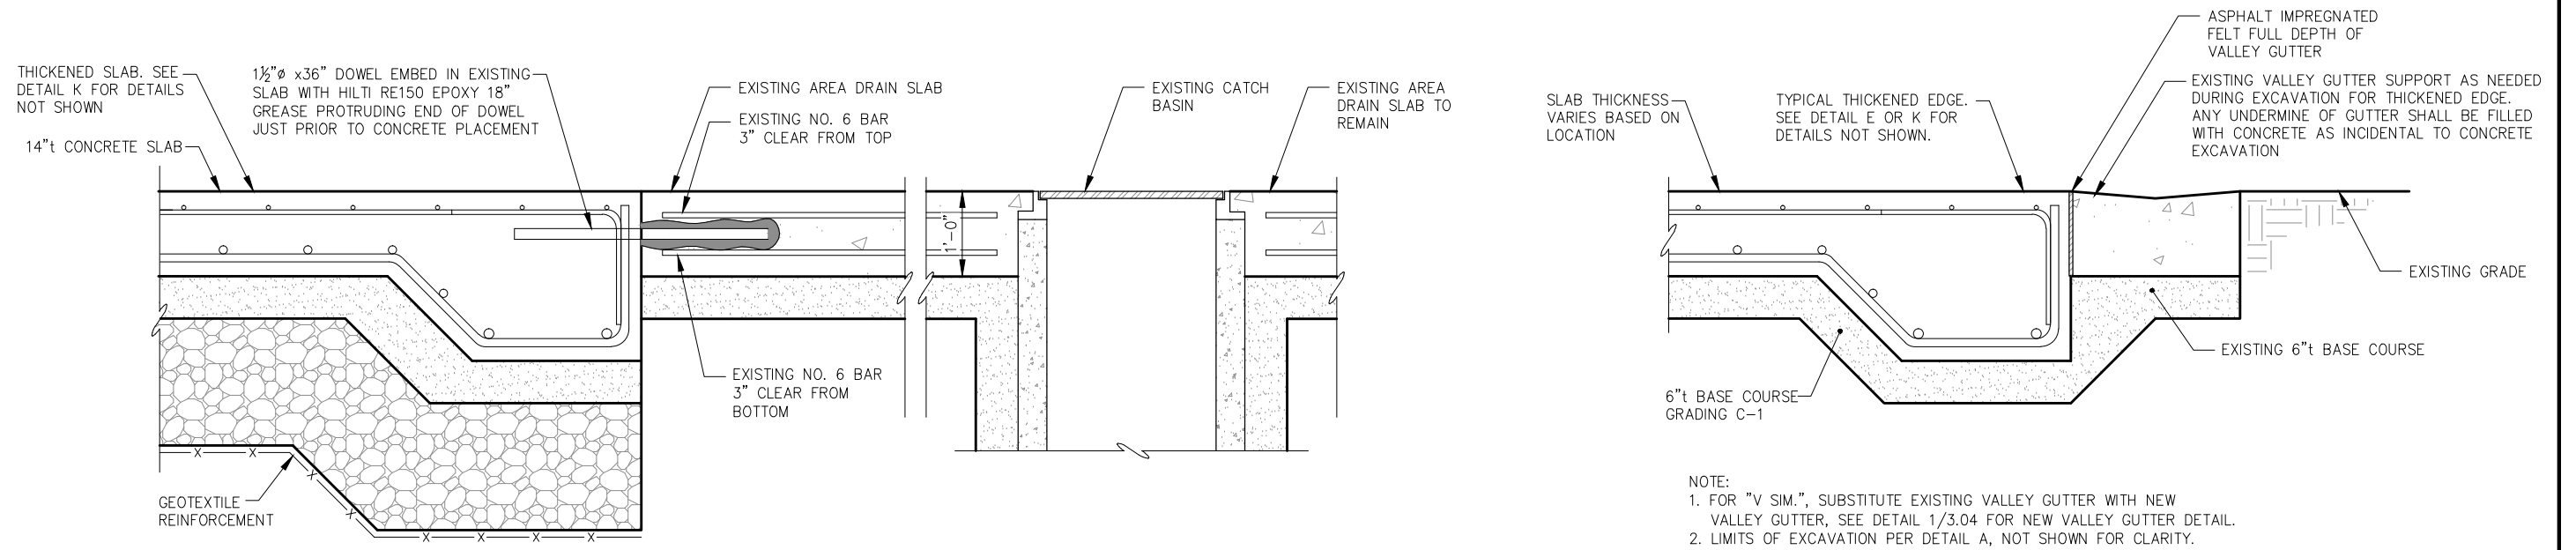 THICKENED SLAB. SEE
DETAIL K FOR DETAILS
NOT SHOWN
14"t CONCRETE SLAB
1½"ø x36" DOWEL EMBED IN EXISTING
SLAB WITH HILTI RE150 EPOXY 18"
GREASE PROTRUDING END OF DOWEL
JUST PRIOR TO CONCRETE PLACEMENT
EXISTING AREA DRAIN SLAB
EXISTING NO. 6 BAR
3" CLEAR FROM TOP
EXISTING CATCH
BASIN
EXISTING AREA
DRAIN SLAB TO
REMAIN
1'-0"
EXISTING NO. 6 BAR
3" CLEAR FROM
BOTTOM
GEOTEXTILE
REINFORCEMENT
X X X X X X X X
SLAB THICKNESS
VARIES BASED ON
LOCATION
TYPICAL THICKENED EDGE.
SEE DETAIL E OR K FOR
DETAILS NOT SHOWN.
ASPHALT IMPREGNATED
FELT FULL DEPTH OF
VALLEY GUTTER
EXISTING VALLEY GUTTER SUPPORT AS NEEDED
DURING EXCAVATION FOR THICKENED EDGE.
ANY UNDERMINE OF GUTTER SHALL BE FILLED
WITH CONCRETE AS INCIDENTAL TO CONCRETE
EXCAVATION
EXISTING GRADE
EXISTING 6"t BASE COURSE
6"t BASE COURSE
GRADING C-1
NOTE:
1. FOR "V SIM.", SUBSTITUTE EXISTING VALLEY GUTTER WITH NEW
VALLEY GUTTER, SEE DETAIL 1/3.04 FOR NEW VALLEY GUTTER DETAIL.
2. LIMITS OF EXCAVATION PER DETAIL A, NOT SHOWN FOR CLARITY.